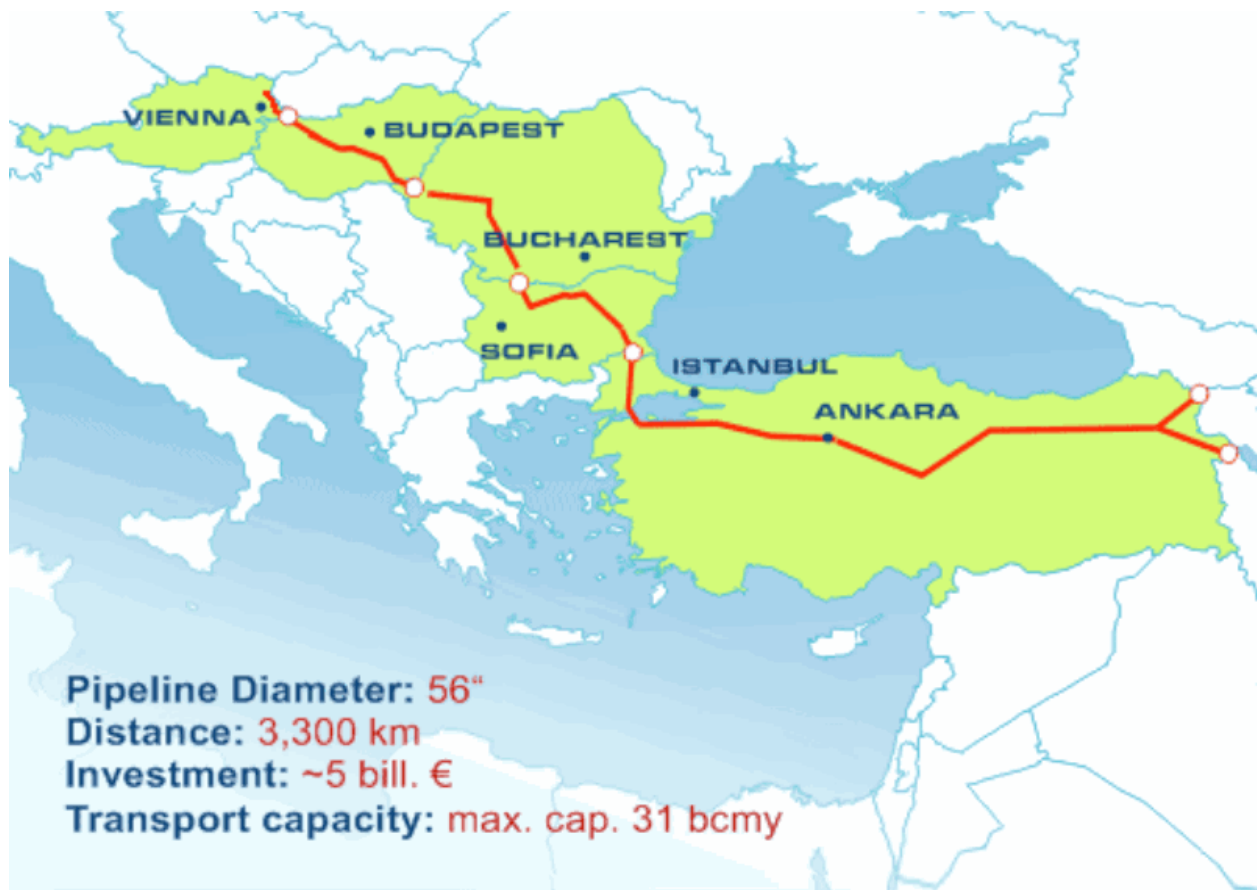 VIENNA
BUDAPEST
BUCHAREST
SOFIA
ISTANBUL
ANKARA
Pipeline Diameter: 56“
Distance: 3,300 km
Investment: ~5 bill. €
Transport capacity: max. cap. 31 bcmy